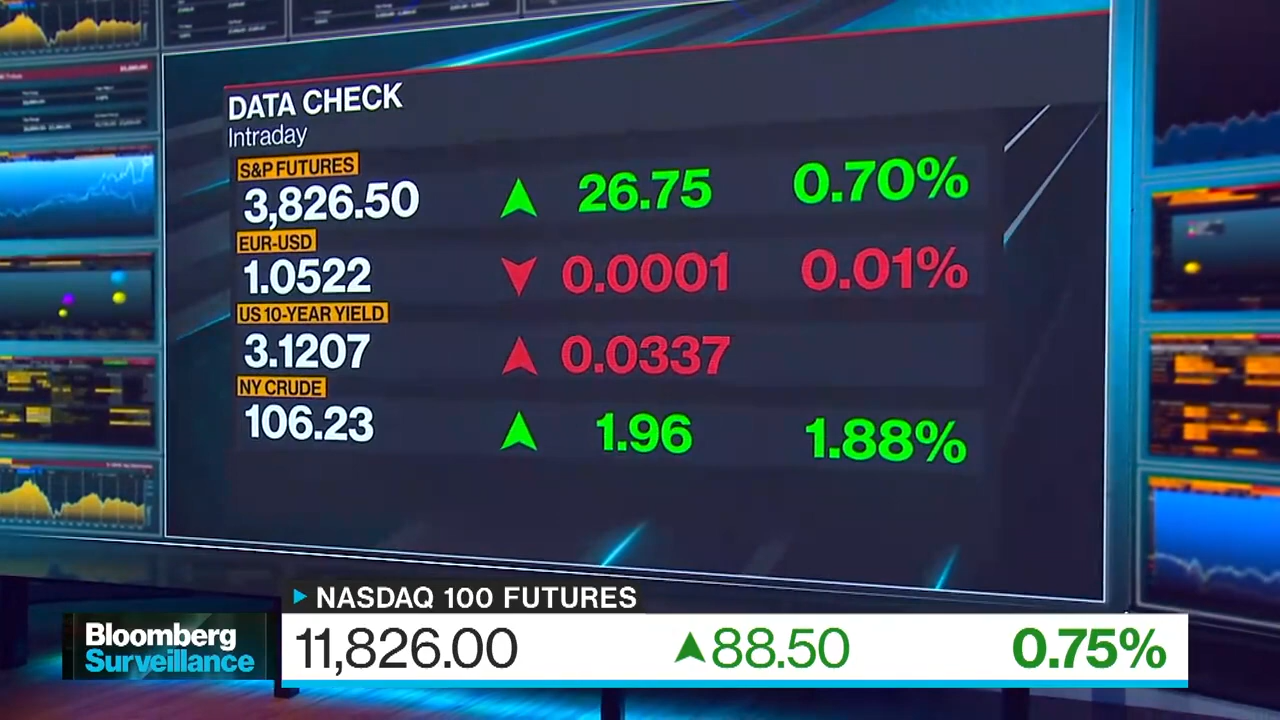 DATA CHECK
Intraday
S&P FUTURES
3,826.50 ▲ 26.75 0.70%
EUR-USD
1.0522 ▼ 0.0001 0.01%
US 10-YEAR YIELD
3.1207 ▲ 0.0337
NY CRUDE
106.23 ▲ 1.96 1.88%
NASDAQ 100 FUTURES
Bloomberg
Surveillance
11,826.00 ▲88.50 0.75%